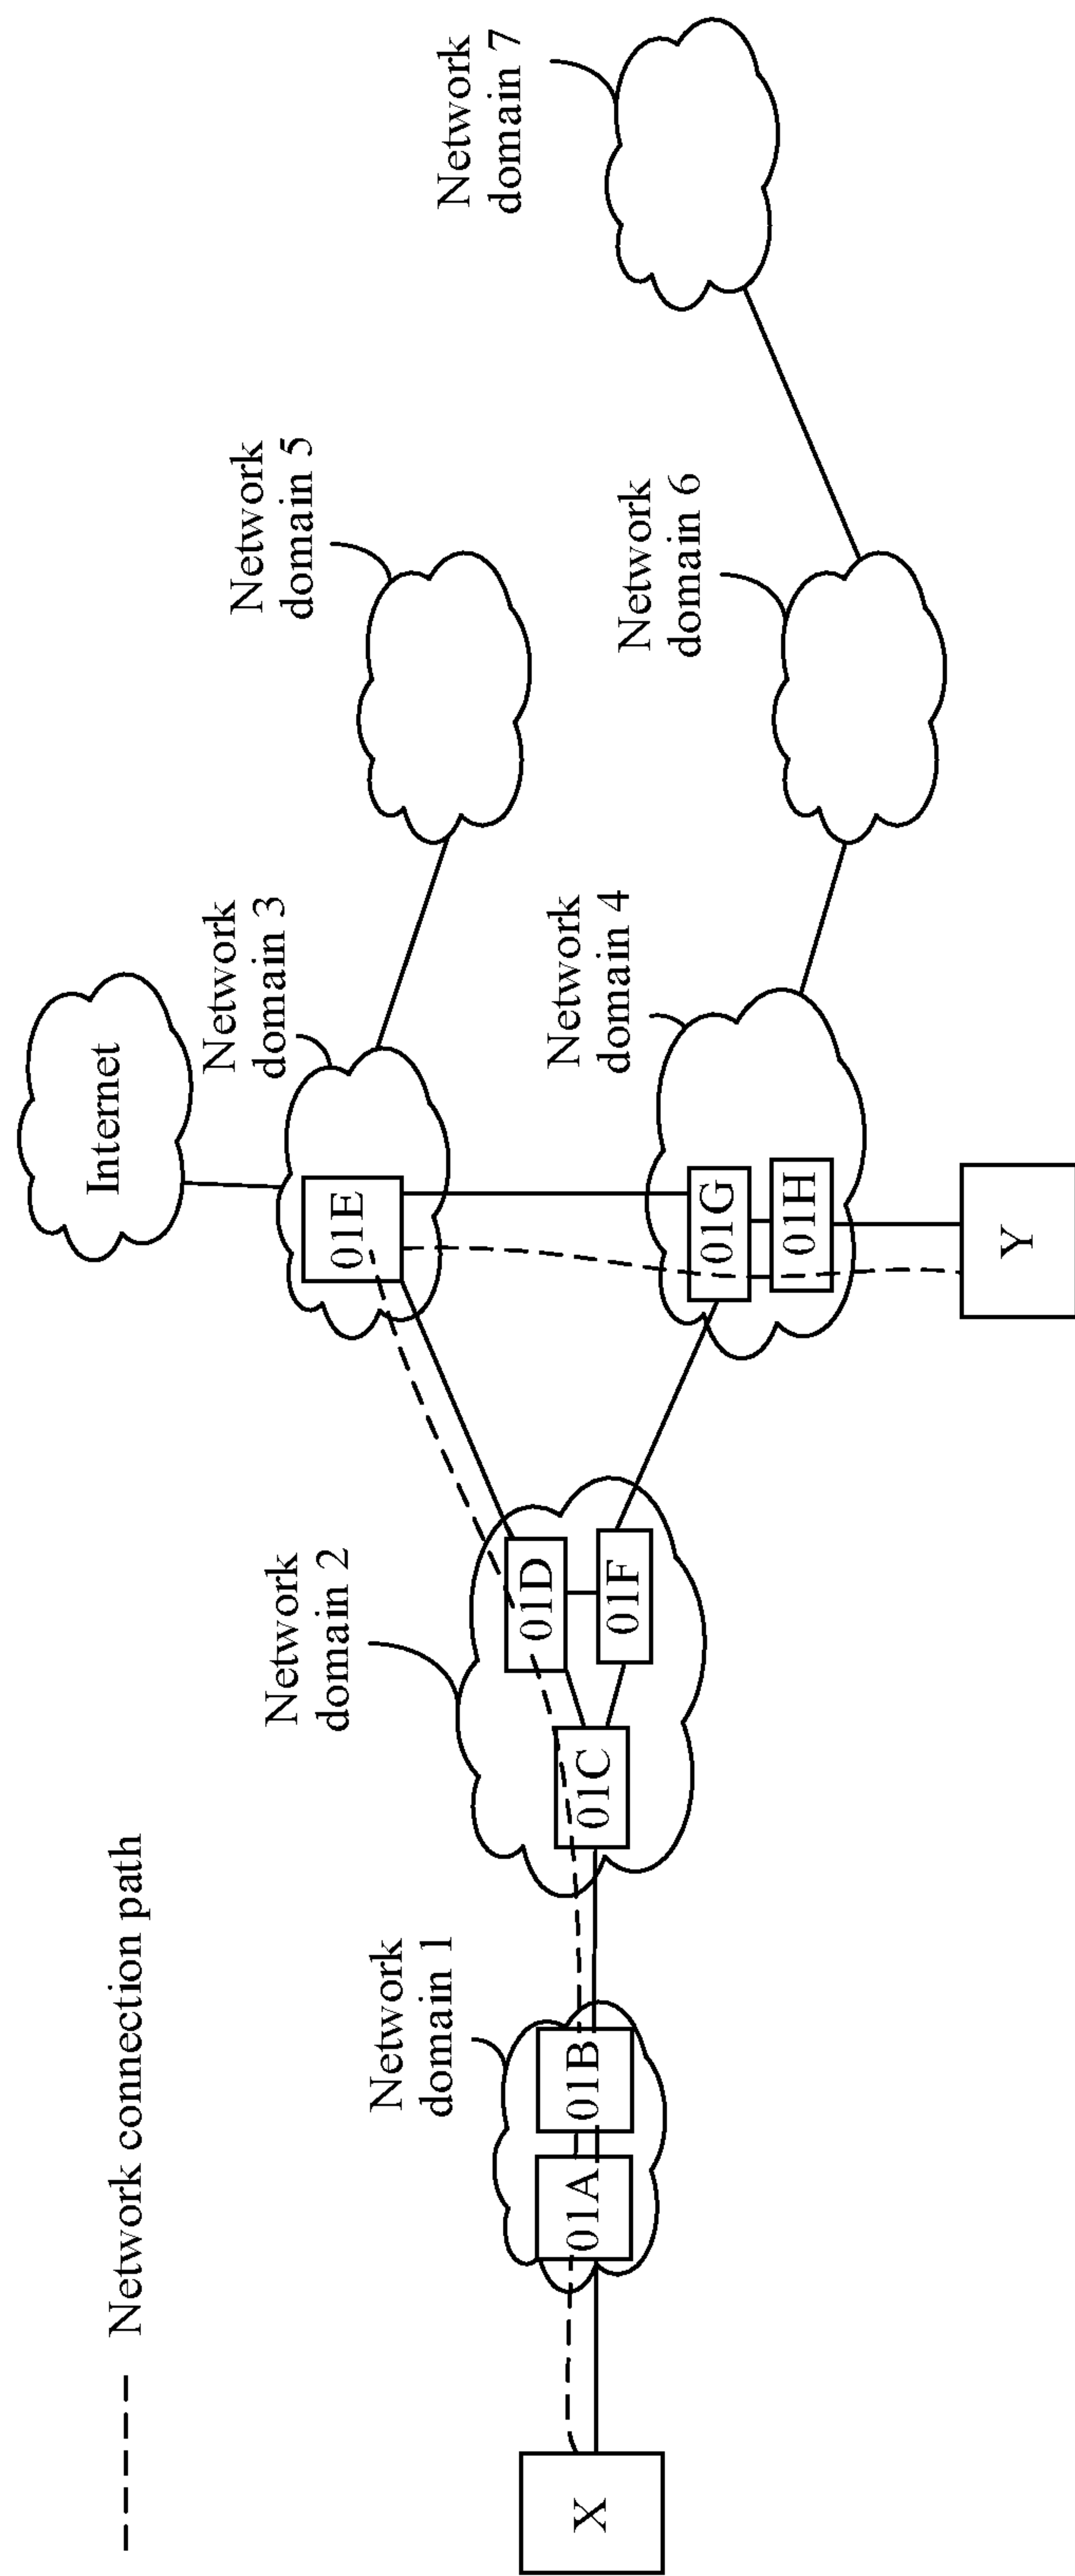 Network connection path
Internet
Network
domain 3
Network
domain 5
Network
domain 7
Network
domain 2
Network
domain 1
01E
01D
01F
01C
01B
01A
X
Network
domain 4
Network
domain 6
01G
01H
Y